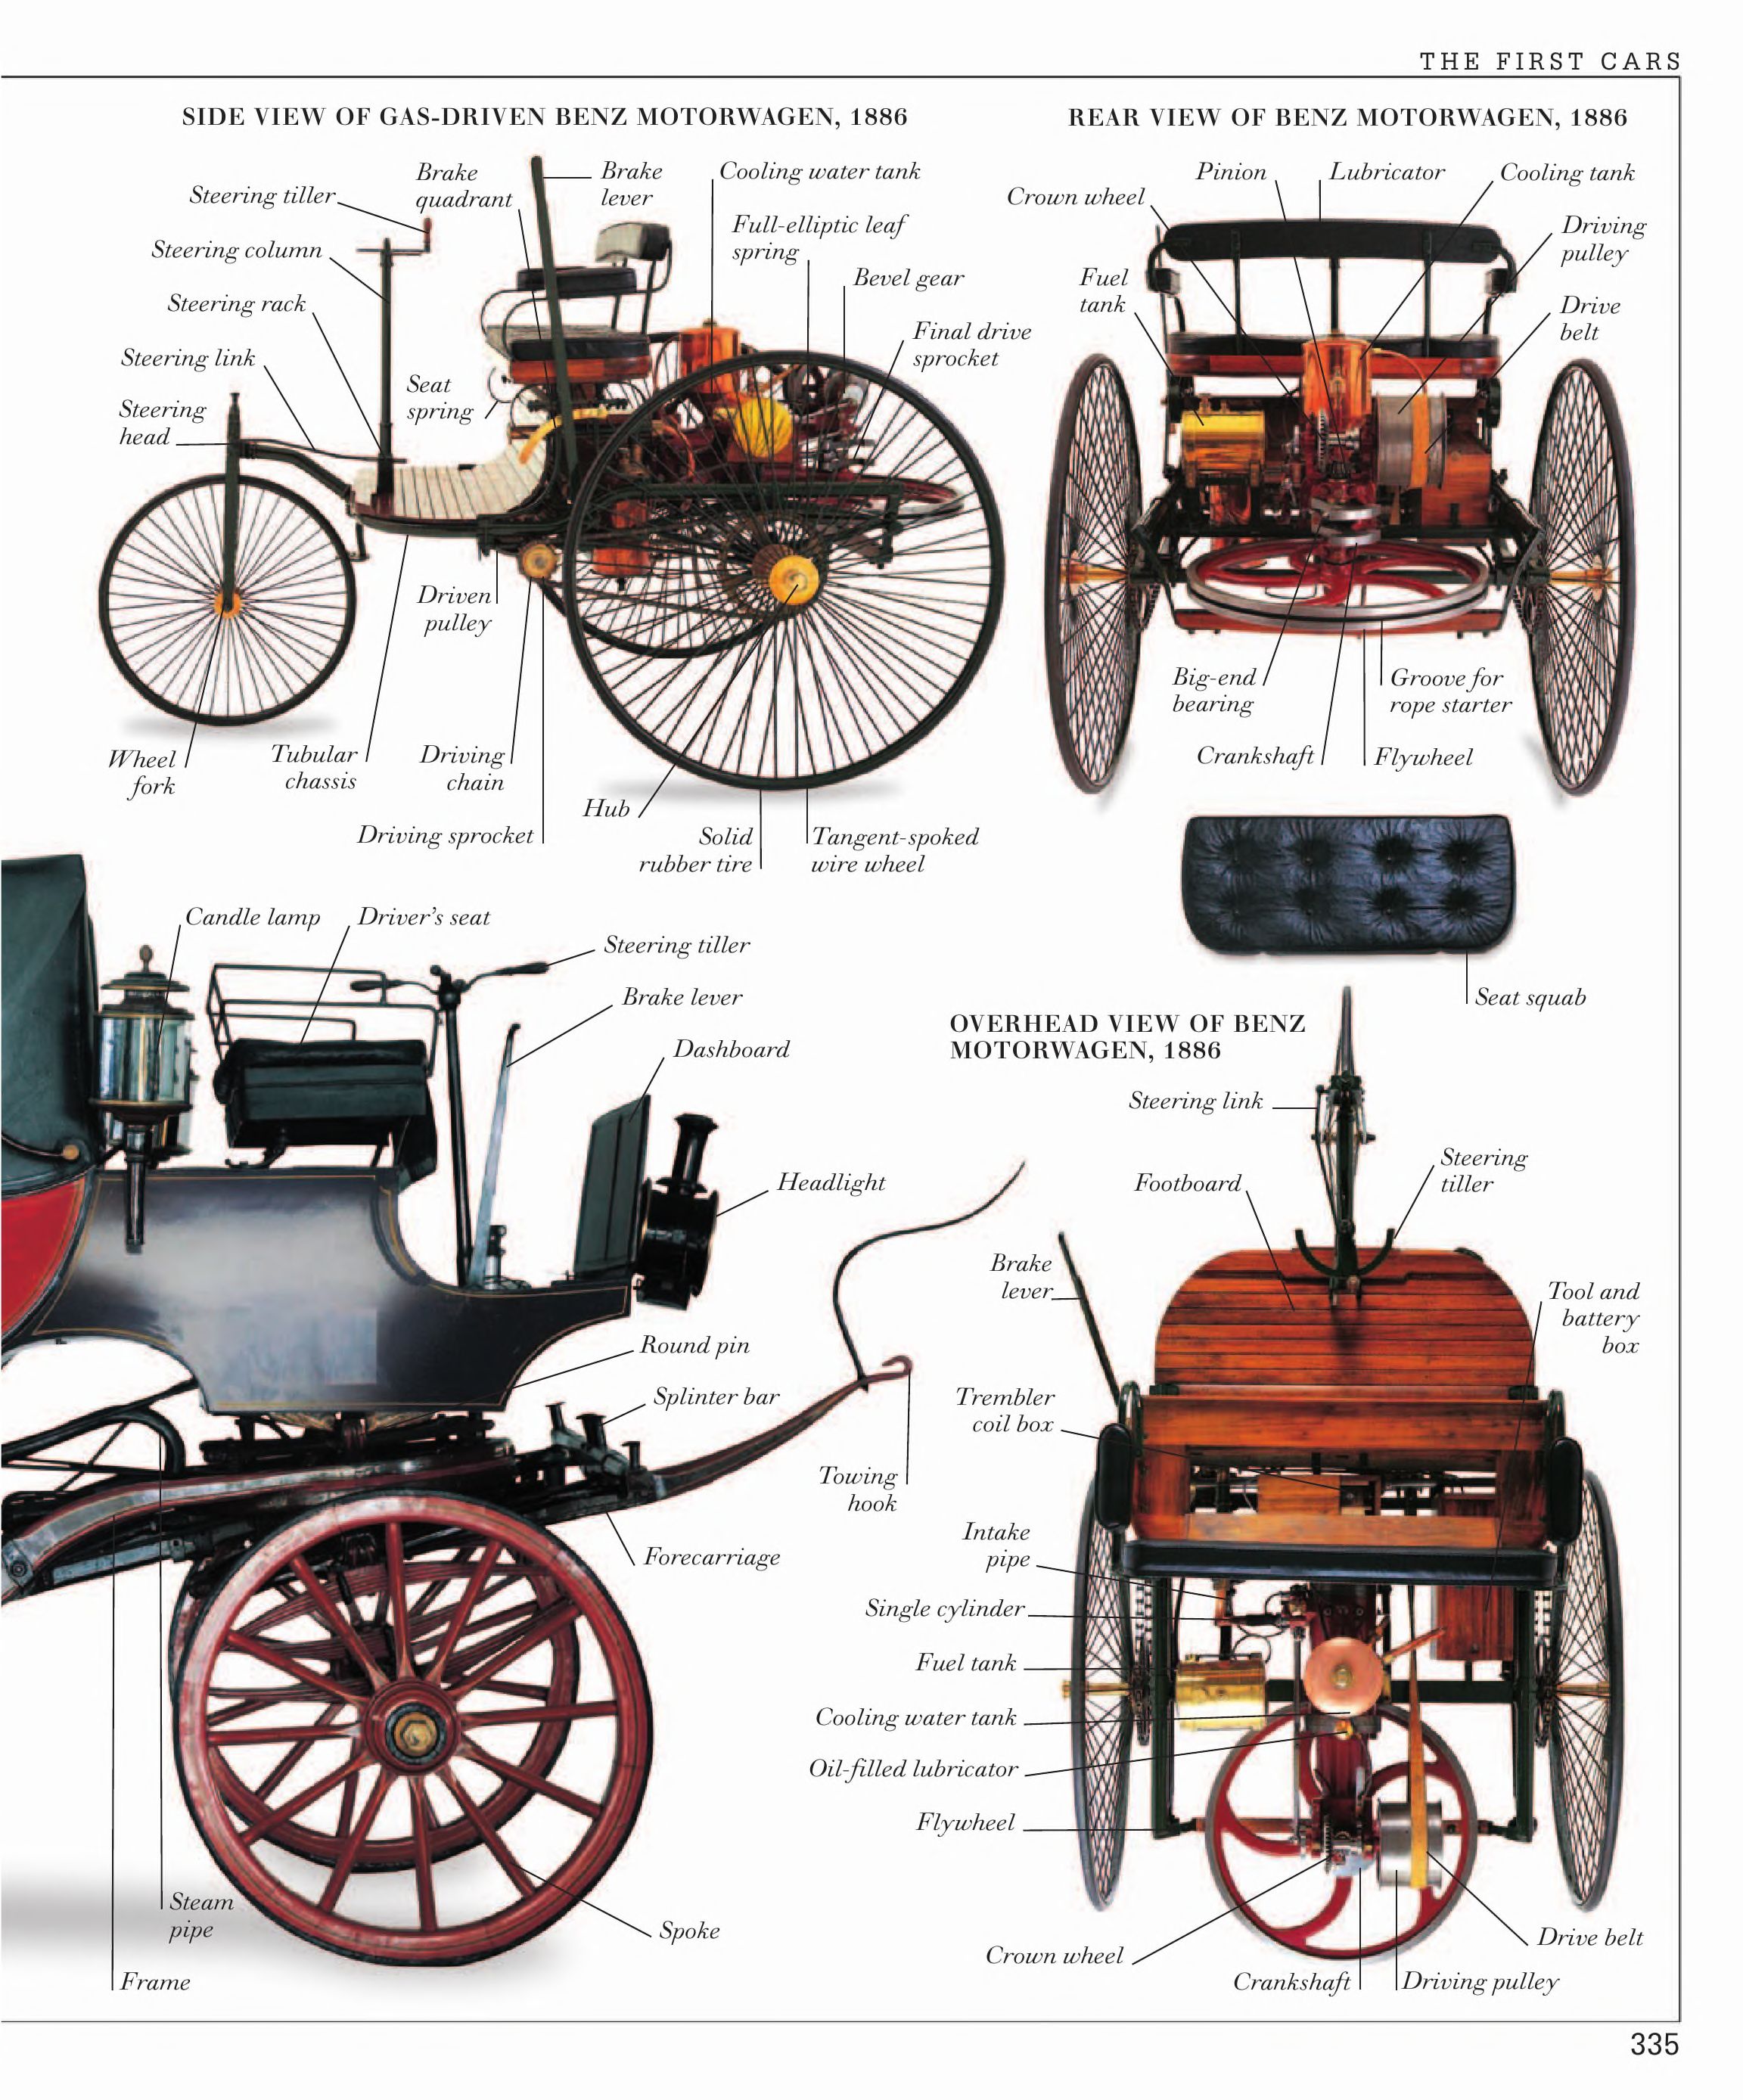 THE FIRST CARS
SIDE VIEW OF GAS-DRIVEN BENZ MOTORWAGEN, 1886
Steering tiller
Brake
quadrant
Brake
lever
Cooling water tank
Steering column
Full-elliptic leaf
spring
Bevel gear
Steering rack
Final drive
sprocket
Steering link
Seat
spring
Steering
head
Driven
pulley
Wheel
fork
Tubular
chassis
Driving
chain
Driving sprocket
Hub
Solid
rubber tire
Tangent-spoked
wire wheel
REAR VIEW OF BENZ MOTORWAGEN, 1886
Crown wheel
Pinion
Lubricator
Cooling tank
Driving
pulley
Fuel
tank
Drive
belt
Big-end
bearing
Groove for
rope starter
Crankshaft
Flywheel
Seat squab
Candle lamp
Driver's seat
Steering tiller
Brake lever
Dashboard
Headlight
Round pin
Splinter bar
Towing
hook
Forecarriage
Steam
pipe
Spoke
Frame
OVERHEAD VIEW OF BENZ
MOTORWAGEN, 1886
Steering link
Steering
tiller
Footboard
Brake
lever
Tool and
battery
box
Trembler
coil box
Intake
pipe
Single cylinder
Fuel tank
Cooling water tank
Oil-filled lubricator
Flywheel
Crown wheel
Crankshaft
Driving pulley
Drive belt
335